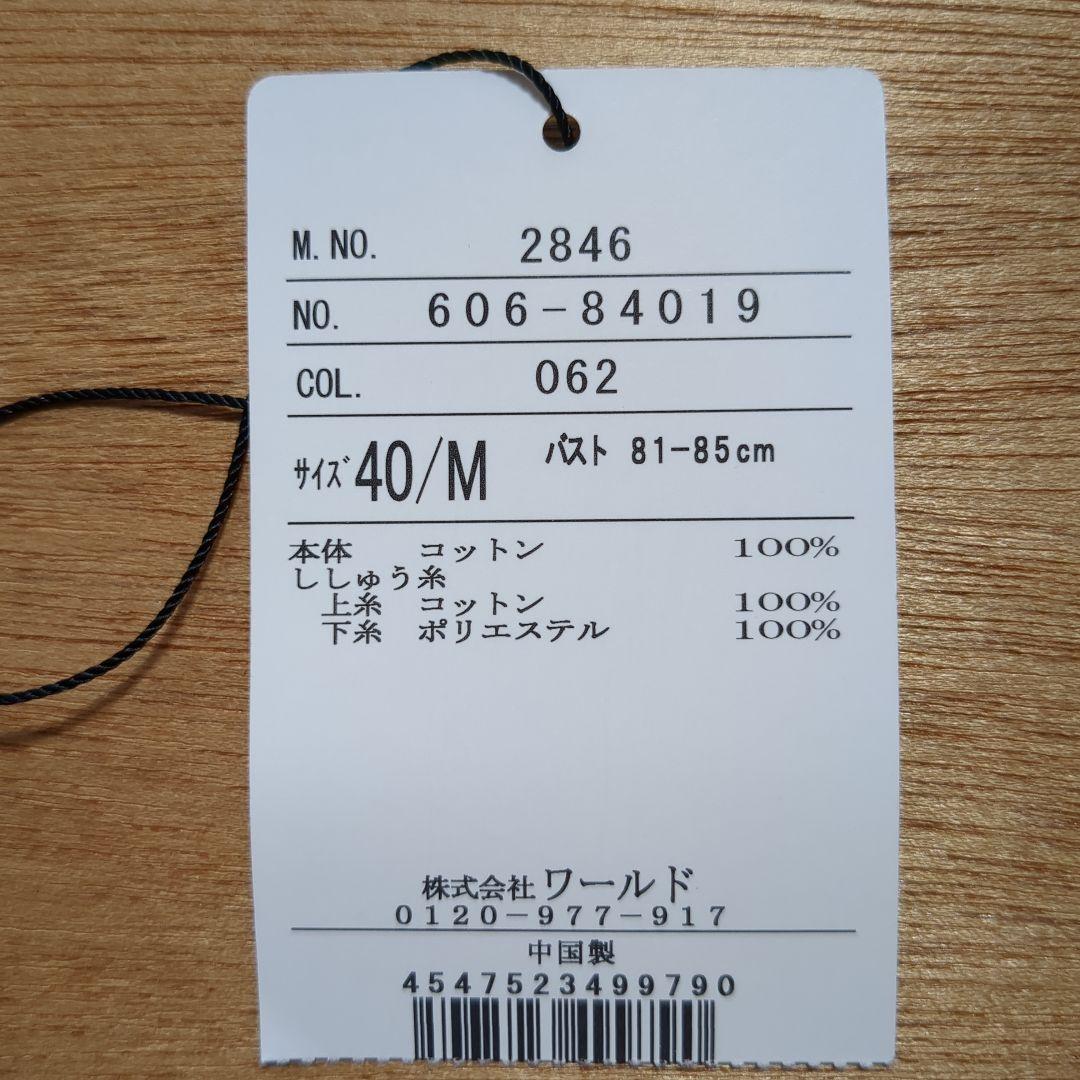 M.NO. 2846
NO. 606-84019
COL. 062
サイズ 40/M バスト 81-85cm
本体 コットン 100%
ししゅう糸
上糸 コットン 100%
下糸 ポリエステル 100%
株式会社ワールド
0120-977-917
中国製
4547523499790